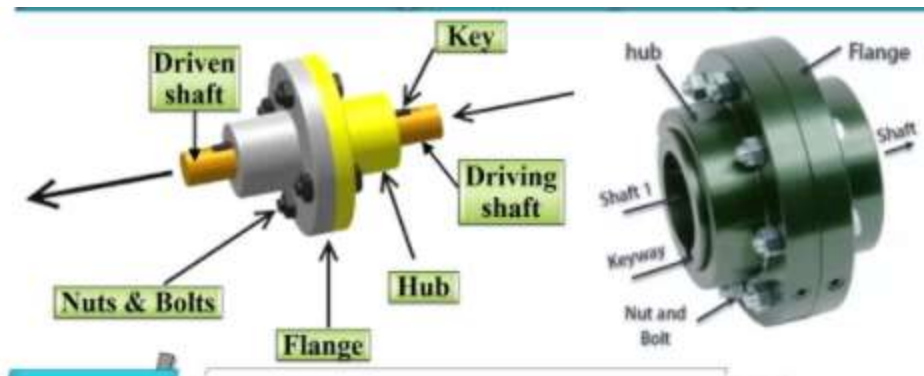 Key
Driven
shaft
Driving
shaft
Hub
Nuts & Bolts
Flange
hub
Flange
Shaft
Shaft 1
Keyway
Nut and
Bolt